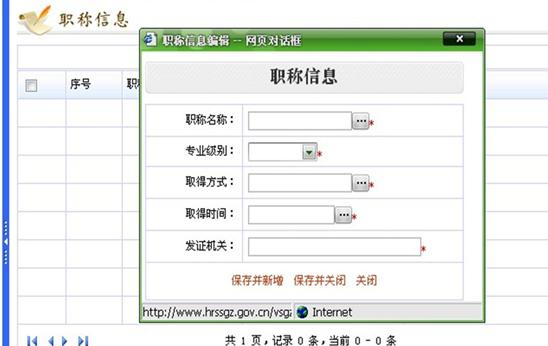 职称信息
职称信息编辑 -- 网页对话框
序号
职称信息
职称名称：
*
专业级别：
*
取得方式：
*
取得时间：
*
发证机关：
*
保存并新增 保存并关闭 关闭
http://www.hrssgz.gov.cn/vsgz
Internet
共 1 页，记录 0 条，当前 0 - 0 条